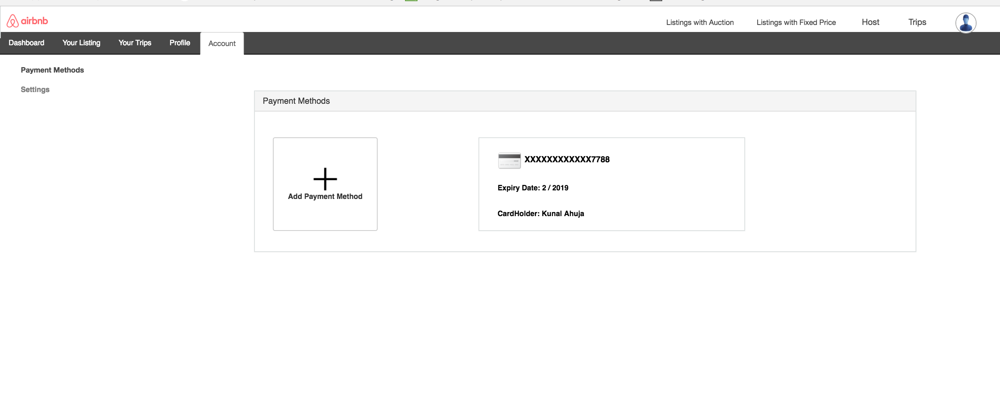 airbnb
Listings with Auction Listings with Fixed Price Host Trips
Dashboard Your Listing Your Trips Profile Account
Payment Methods
Settings
Payment Methods
XXXXXXXXXXXX7788
Expiry Date: 2 / 2019
Add Payment Method
CardHolder: Kunal Ahuja